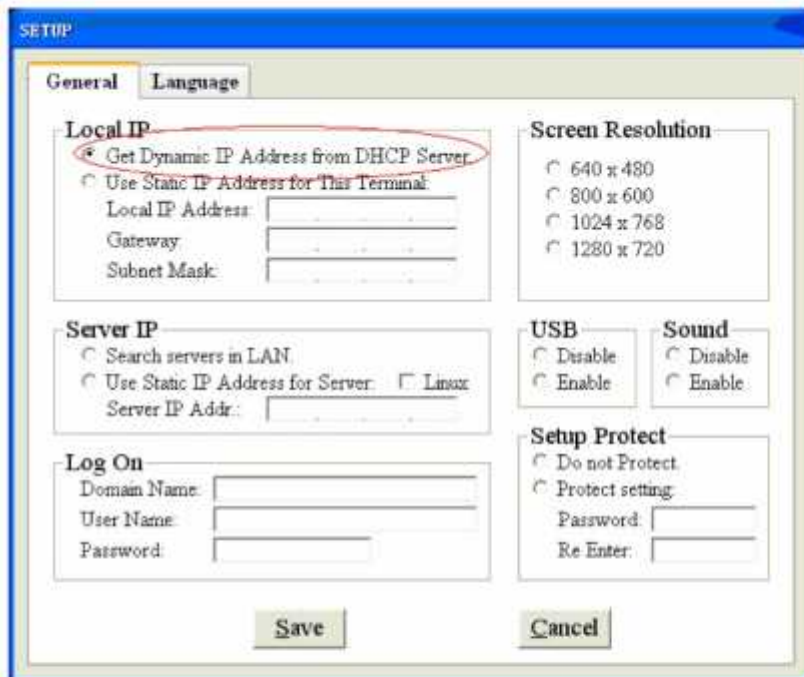 SETUP
General Language
Local IP
Get Dynamic IP Address from DHCP Server.
Use Static IP Address for This Terminal:
Local IP Address:
Gateway:
Subnet Mask:
Screen Resolution
640 x 480
800 x 600
1024 x 768
1280 x 720
Server IP
Search servers in LAN.
Use Static IP Address for Server: Linux
Server IP Addr.:
USB
Disable
Enable
Sound
Disable
Enable
Log On
Domain Name:
User Name:
Password:
Setup Protect
Do not Protect.
Protect setting:
Password:
Re Enter:
Save Cancel